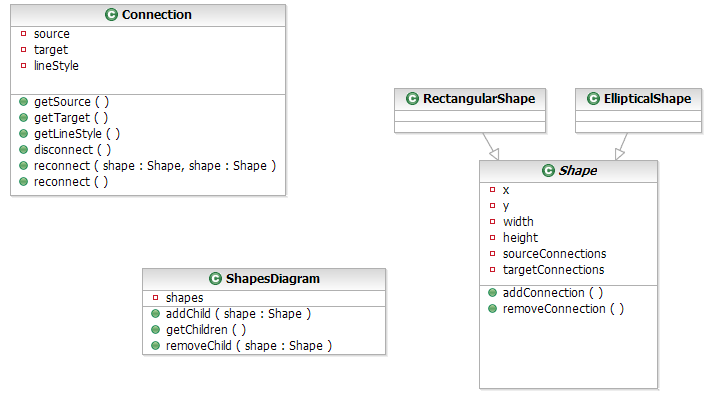 Connection
source
target
lineStyle
getSource ( )
getTarget ( )
getLineStyle ( )
disconnect ( )
reconnect ( shape : Shape, shape : Shape )
reconnect ( )
RectangularShape
EllipticalShape
Shape
x
y
width
height
sourceConnections
targetConnections
addConnection ( )
removeConnection ( )
ShapesDiagram
shapes
addChild ( shape : Shape )
getChildren ( )
removeChild ( shape : Shape )